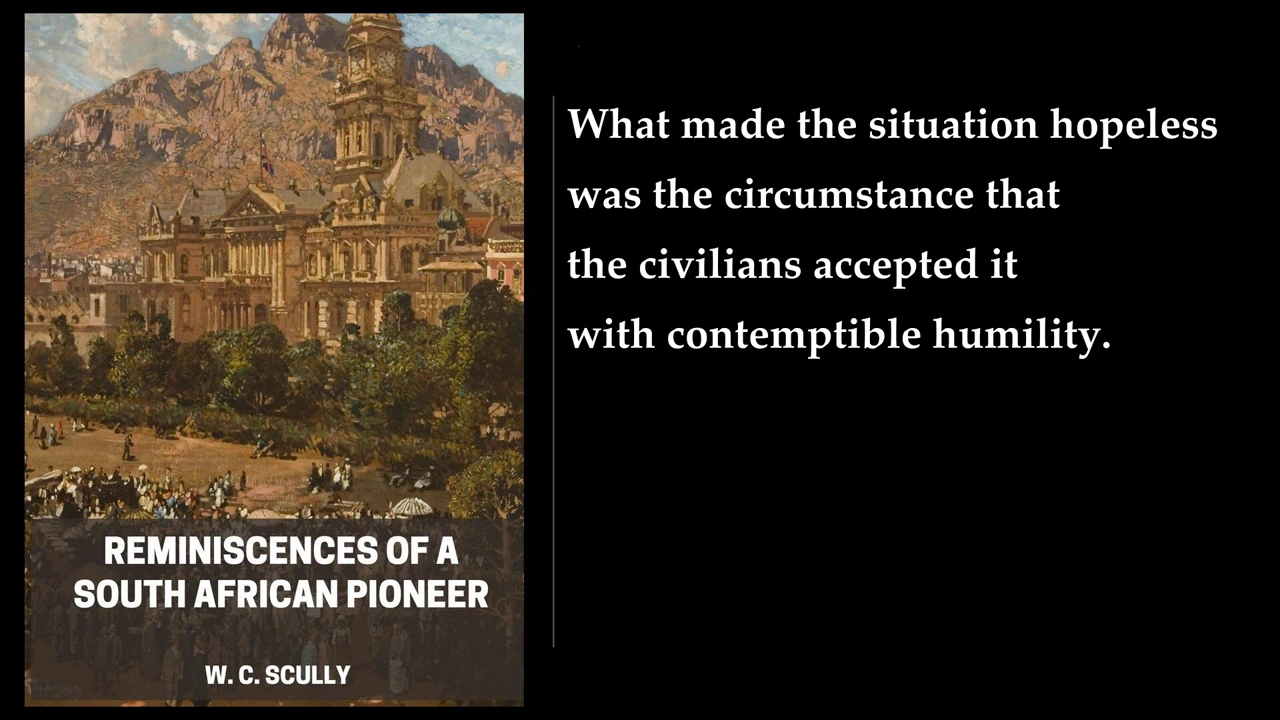 What made the situation hopeless
was the circumstance that
the civilians accepted it
with contemptible humility.
REMINISCENCES OF A
SOUTH AFRICAN PIONEER
W. C. SCULLY